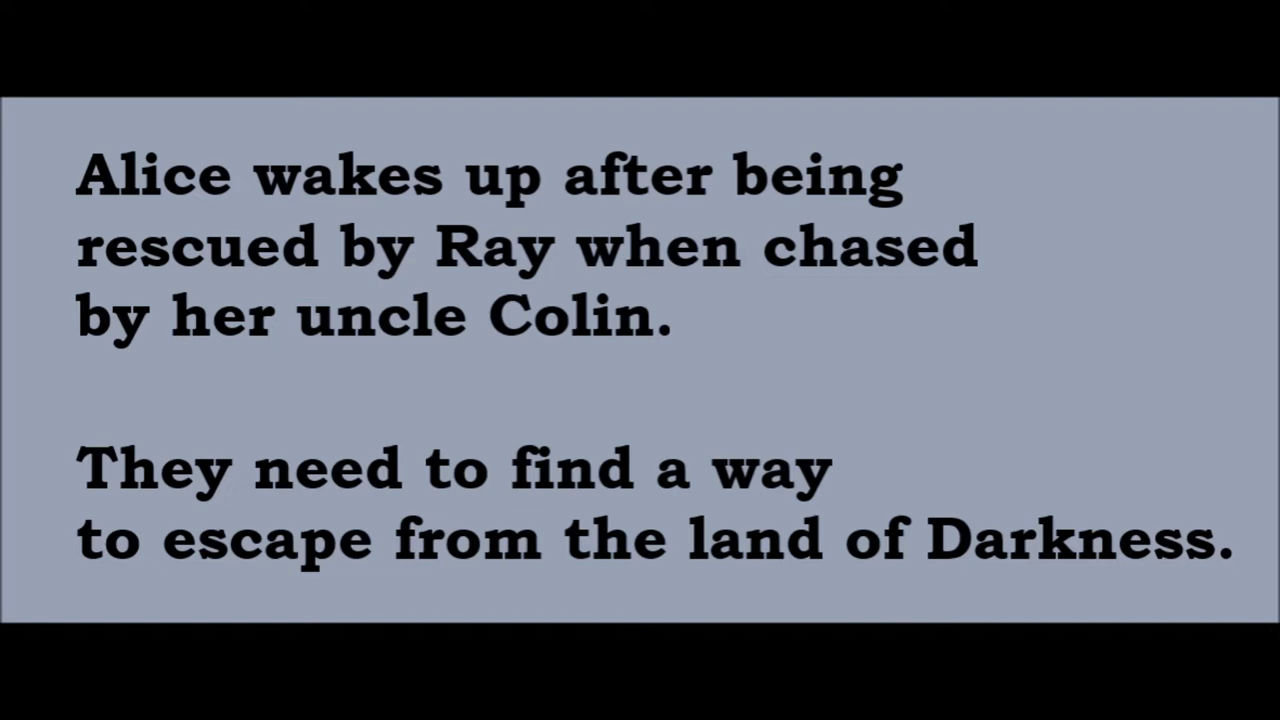 Alice wakes up after being
rescued by Ray when chased
by her uncle Colin.
They need to find a way
to escape from the land of Darkness.